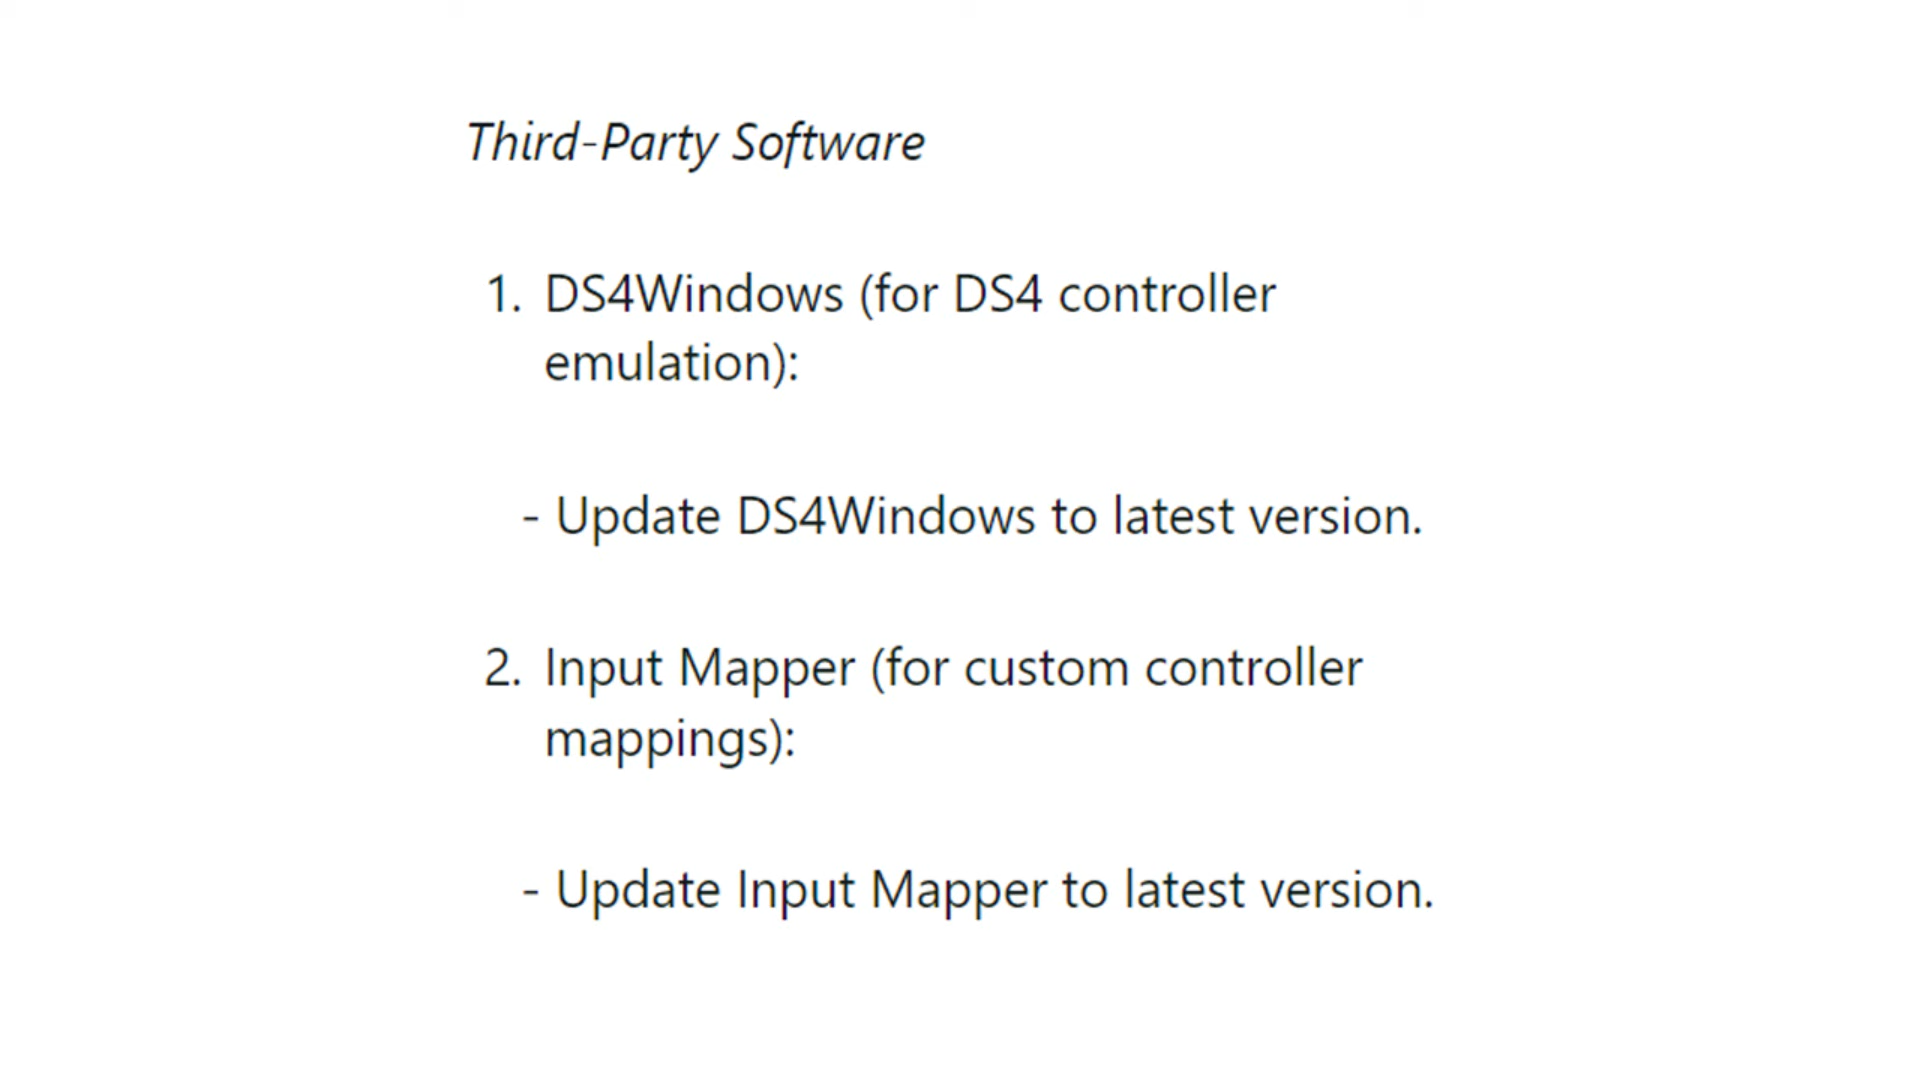 Third-Party Software
1. DS4Windows (for DS4 controller
emulation):
- Update DS4Windows to latest version.
2. Input Mapper (for custom controller
mappings):
- Update Input Mapper to latest version.